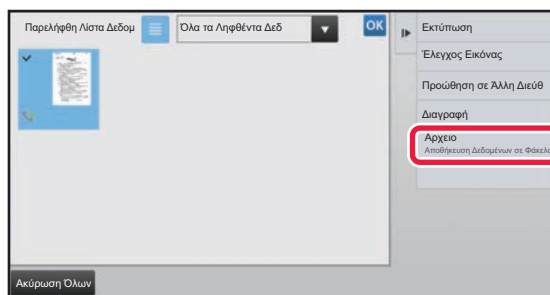 Παρελήφθη Λίστα Δεδομ
Όλα τα Ληφθέντα Δεδ
OK
Εκτύπωση
Έλεγχος Εικόνας
Προώθηση σε Άλλη Διεύθ
Διαγραφή
Αρχειο
Αποθήκευση Δεδομένων σε Φάκελο
Ακύρωση Όλων